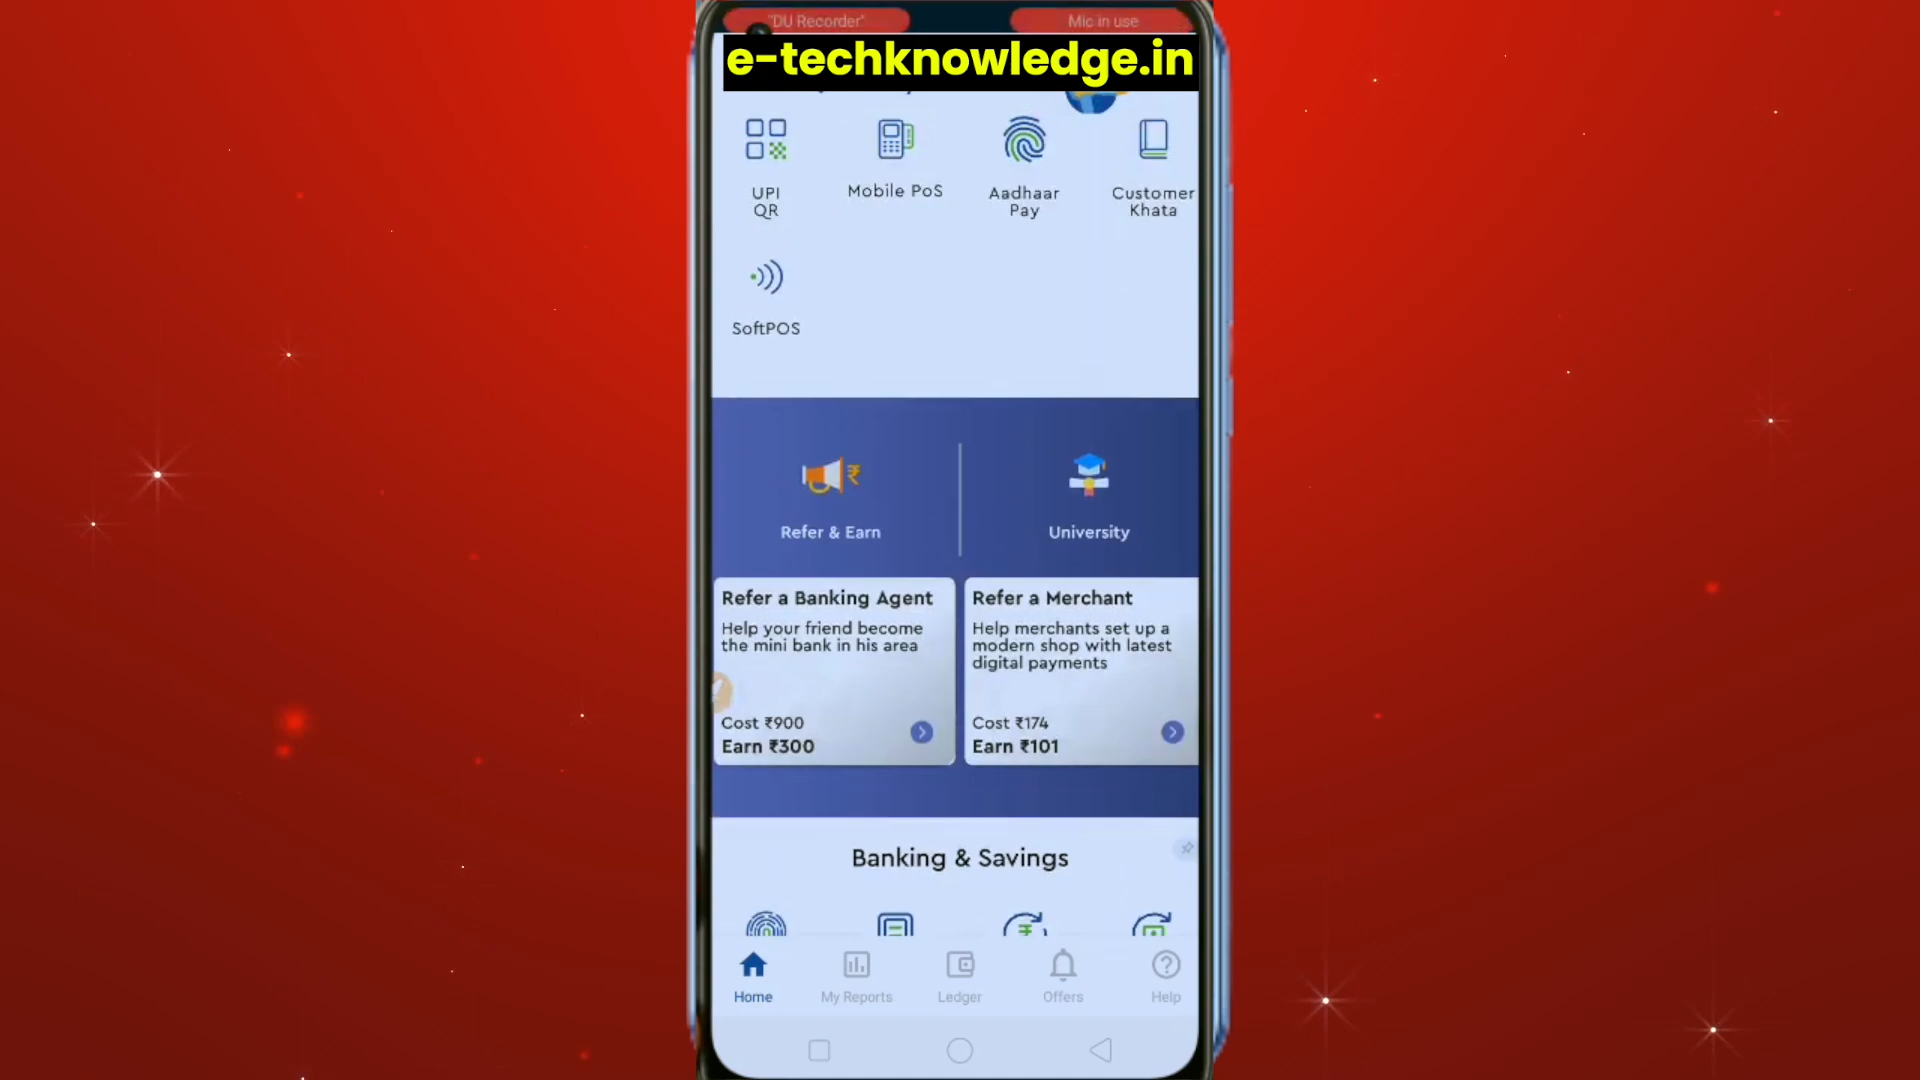 "DU Recorder"
Mic in use
e-techknowledge.in
UPI
QR
Mobile PoS
Aadhaar
Pay
Customer
Khata
SoftPOS
Refer & Earn
University
Refer a Banking Agent
Help your friend become
the mini bank in his area
Cost ₹900
Earn ₹300
Refer a Merchant
Help merchants set up a
modern shop with latest
digital payments
Cost ₹174
Earn ₹101
Banking & Savings
Home
My Reports
Ledger
Offers
Help